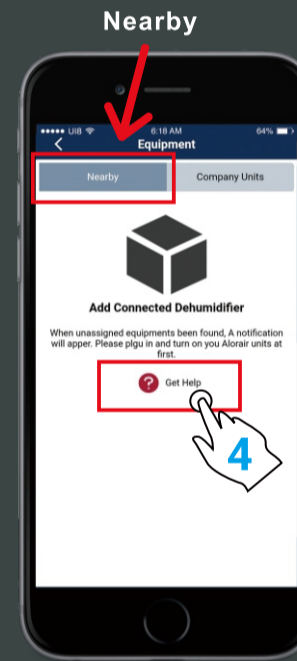 Nearby
••••• UI8 6:18 AM 64%
Equipment
Nearby Company Units
Add Connected Dehumidifier
When unassigned equipments been found, A notification
will apper. Please plgu in and turn on you Alorair units at
first.
? Get Help
4